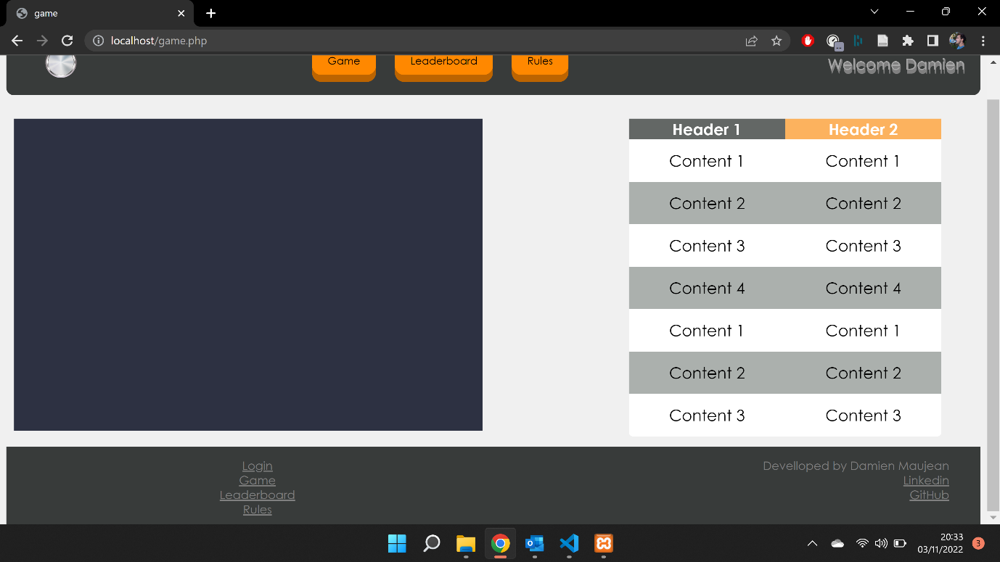 game
localhost/game.php
Game Leaderboard Rules Welcome Damien
Header 1 Header 2
Content 1 Content 1
Content 2 Content 2
Content 3 Content 3
Content 4 Content 4
Content 1 Content 1
Content 2 Content 2
Content 3 Content 3
Login
Game
Leaderboard
Rules
Develloped by Damien Maujean
Linkedin
GitHub
20:33
03/11/2022
3